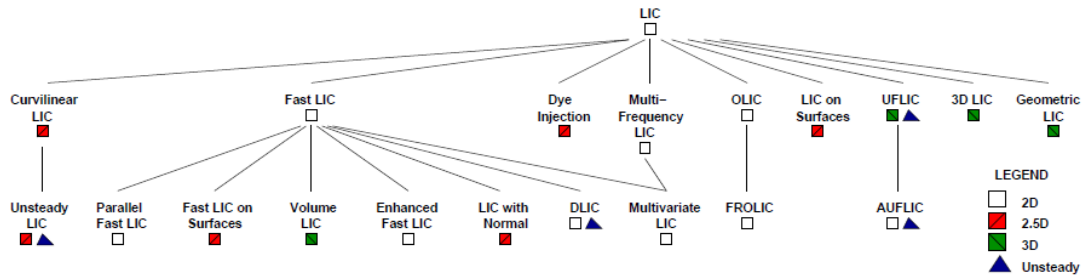 LIC
Curvilinear
LIC
Fast LIC
Dye
Injection
Multi–
Frequency
LIC
OLIC
LIC on
Surfaces
UFLIC
3D LIC
Geometric
LIC
Unsteady
LIC
Parallel
Fast LIC
Fast LIC on
Surfaces
Volume
LIC
Enhanced
Fast LIC
LIC with
Normal
DLIC
Multivariate
LIC
FROLIC
AUFLIC
LEGEND
2D
2.5D
3D
Unsteady